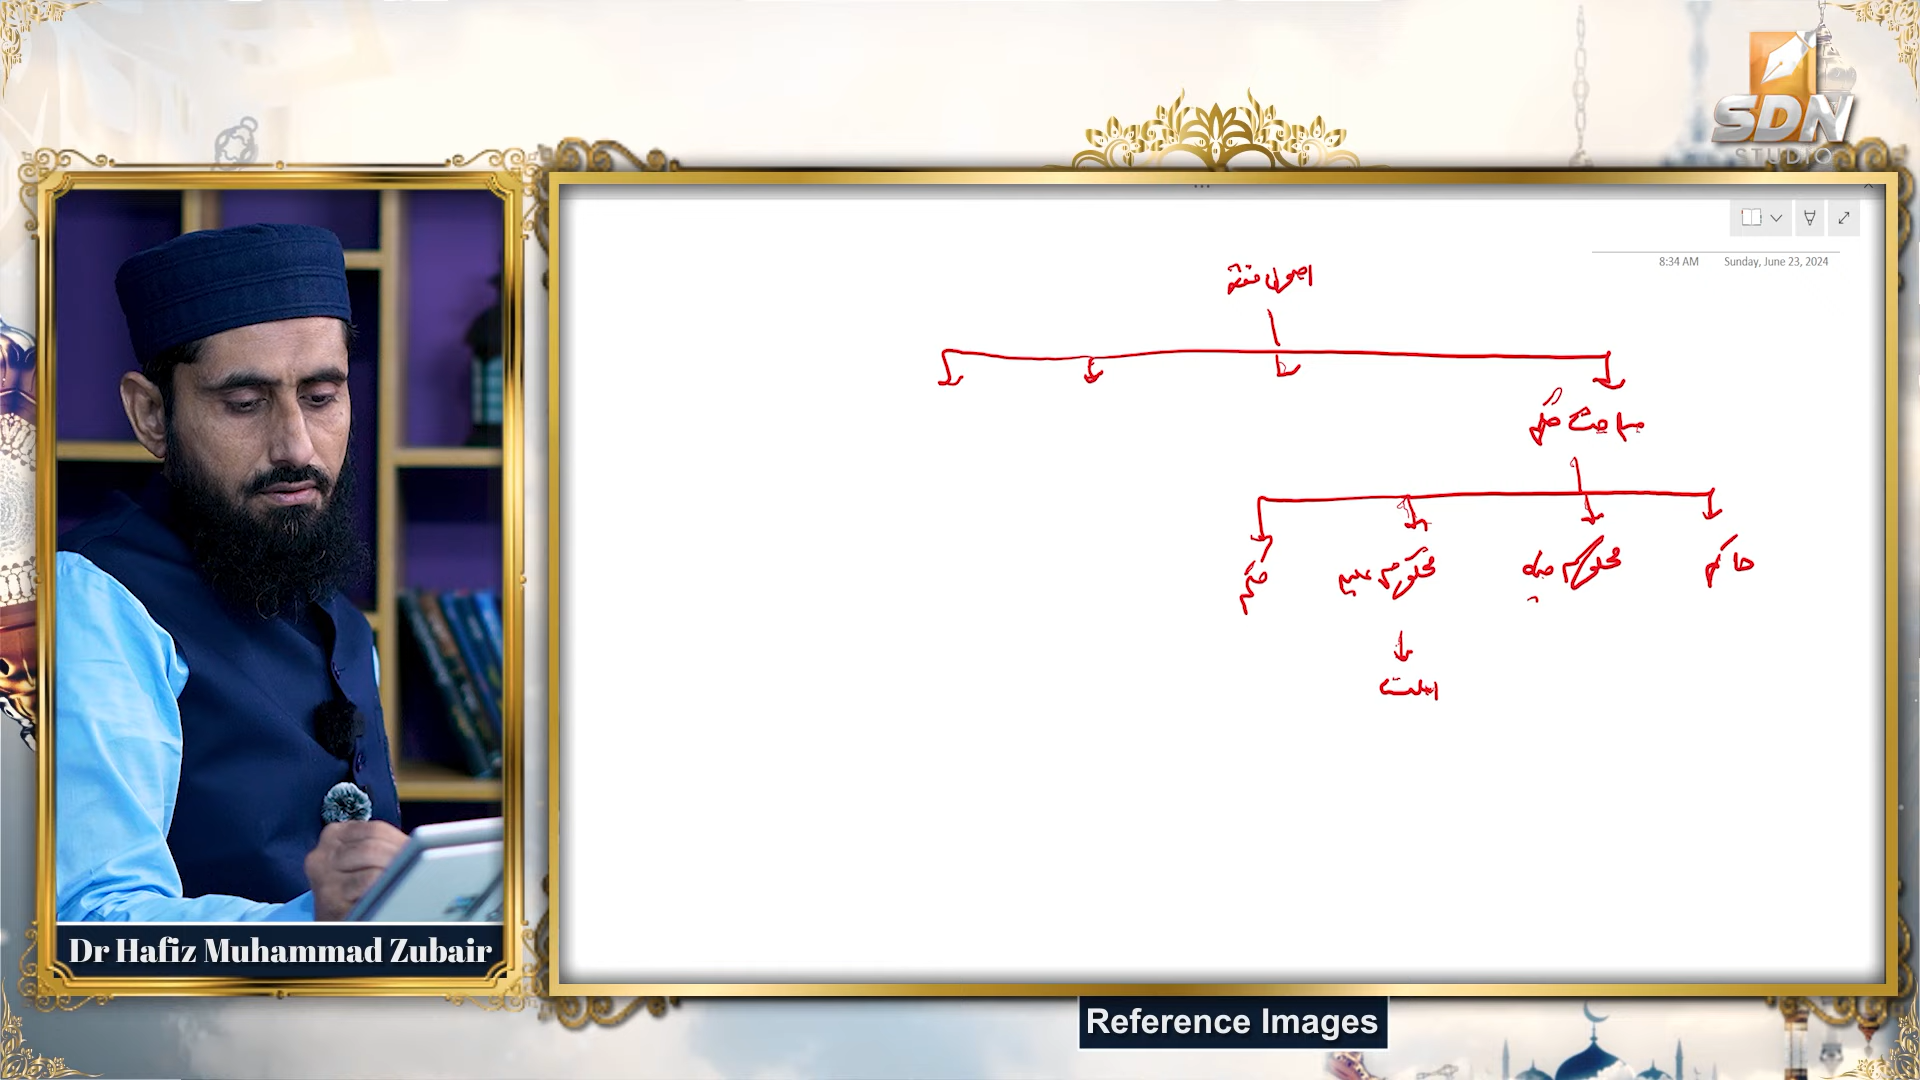 SDN
STUDIO
8:34 AM Sunday, June 23, 2024
اصول فقہ
مباحث حکم
حاکم
محکوم فیہ
محکوم علیہ
حکم
اہلیت
Dr Hafiz Muhammad Zubair
Reference Images